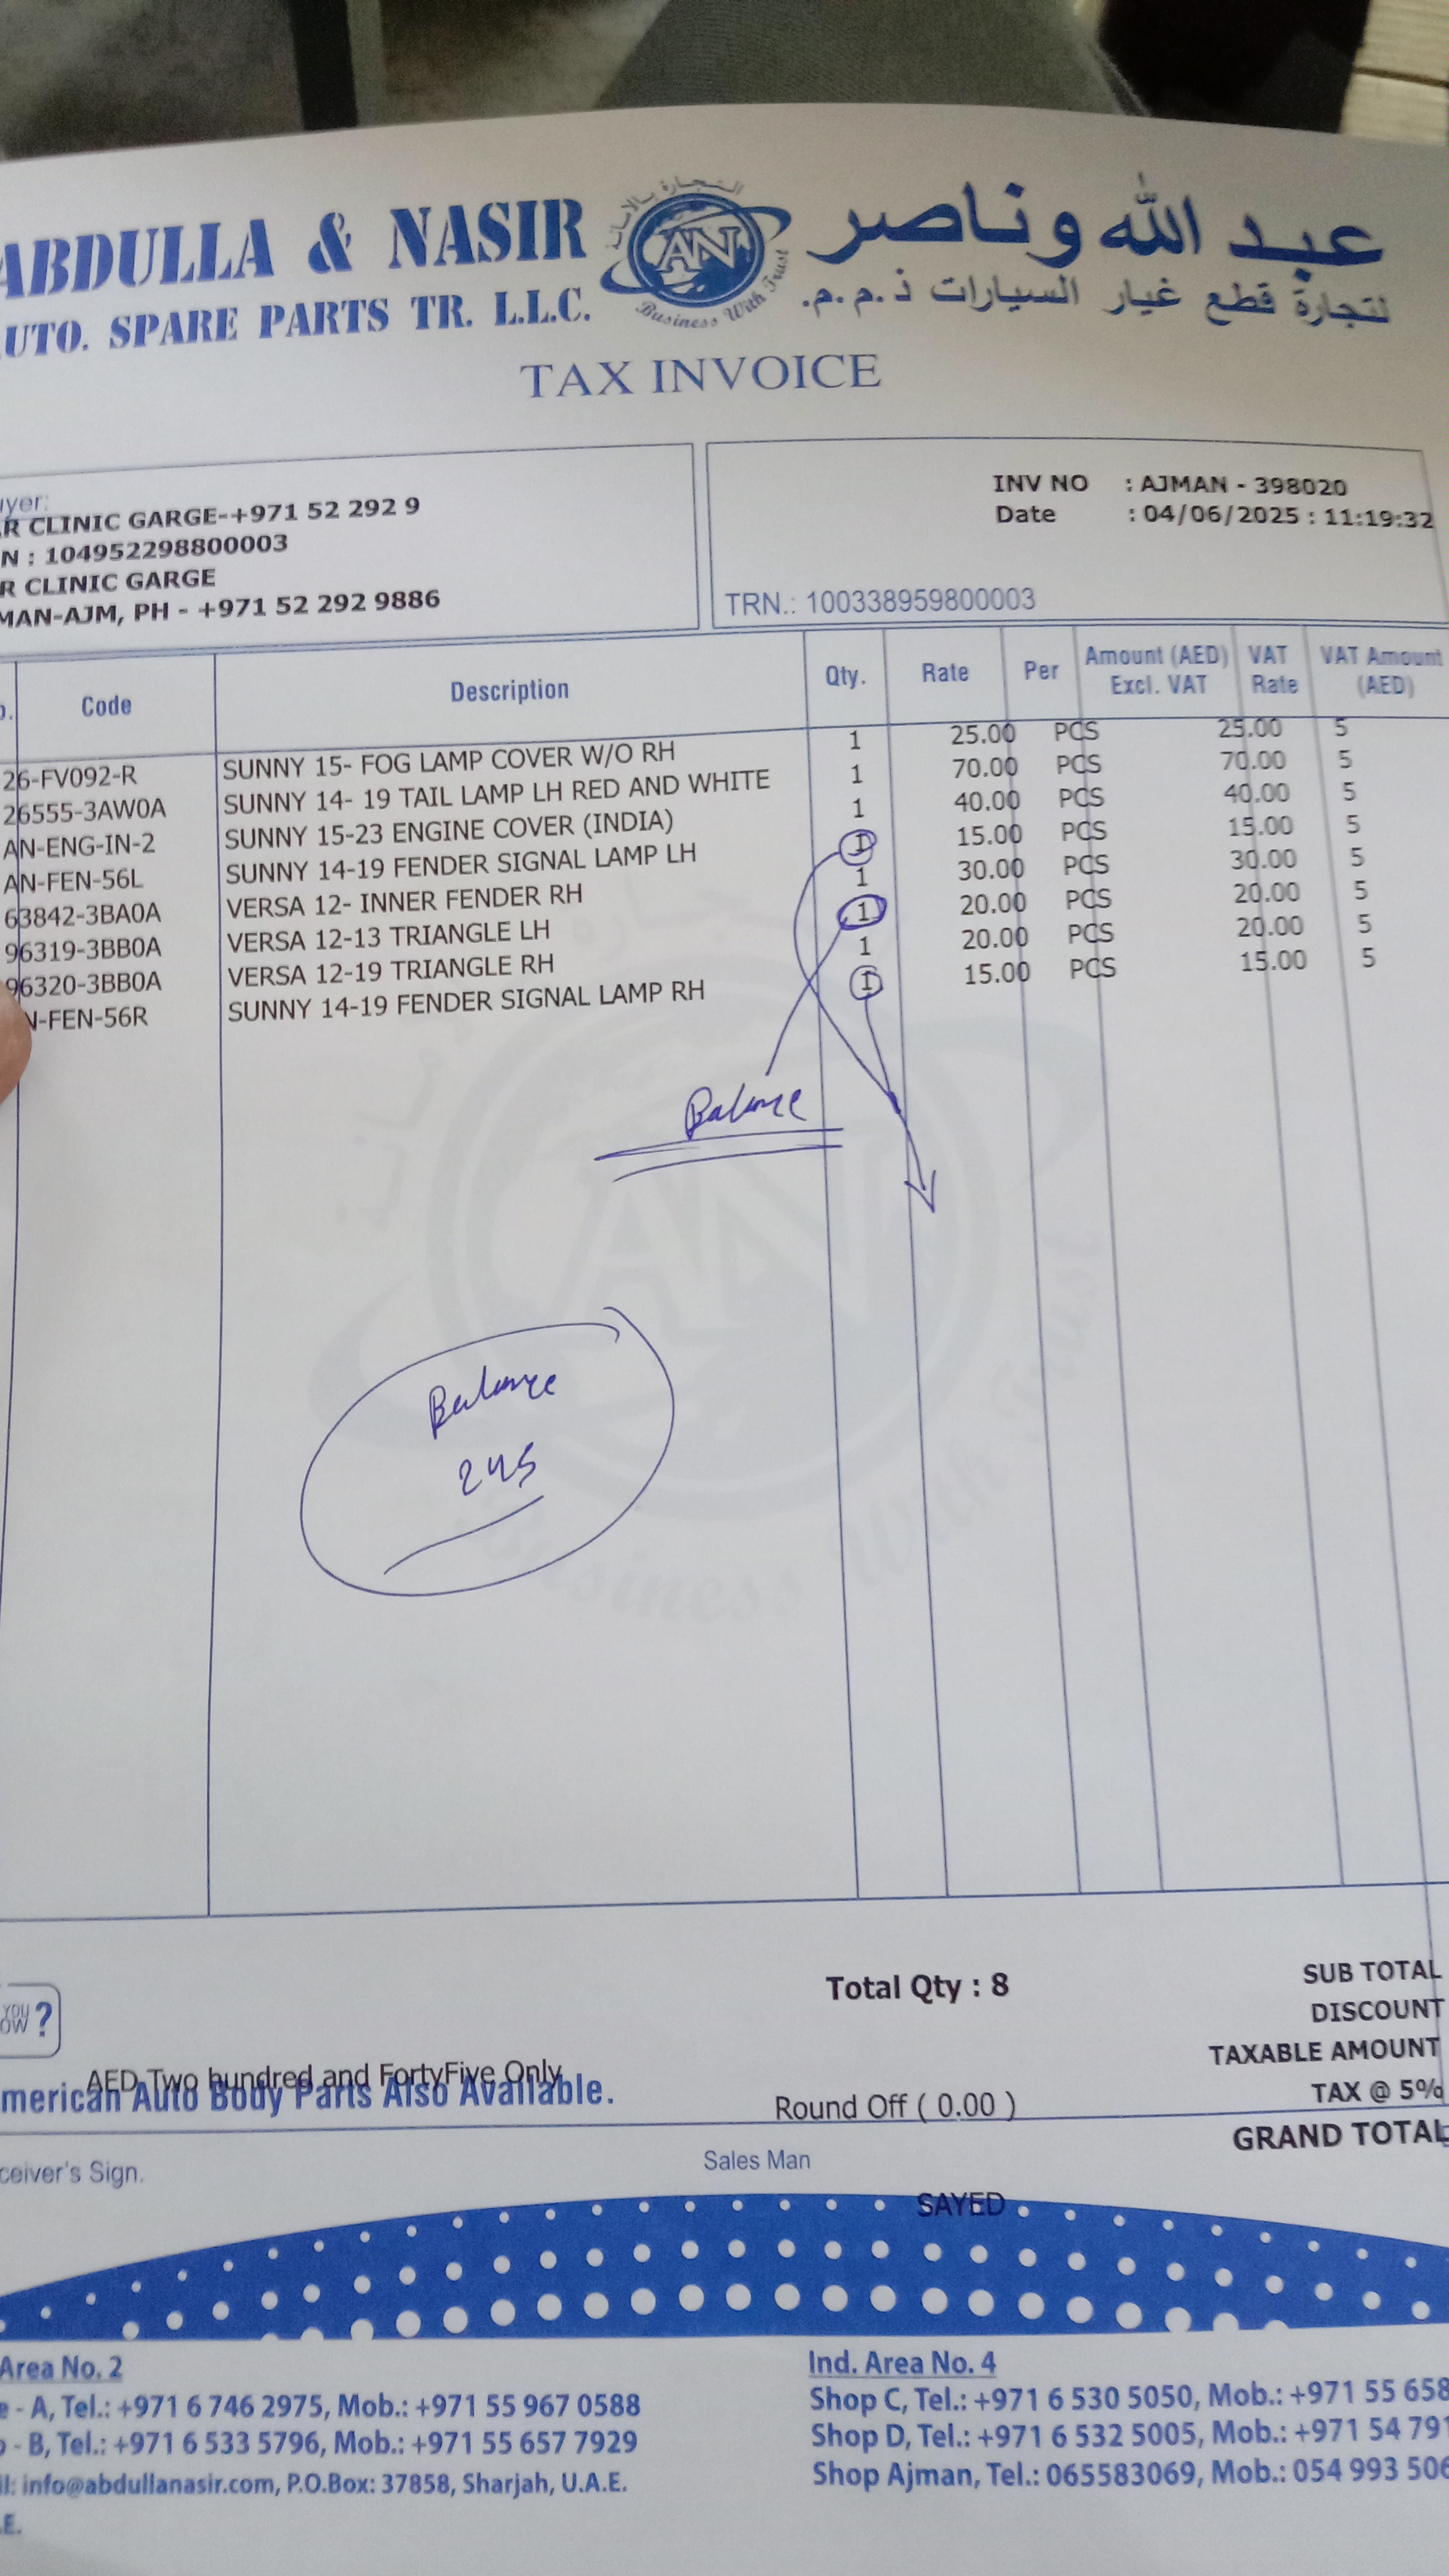 ABDULLA & NASIR
AUTO. SPARE PARTS TR. L.L.C.
التجارة بالأمانة
AN
Business With Trust
عبد الله وناصر
لتجارة قطع غيار السيارات ذ.م.م.
TAX INVOICE
uyer:
R CLINIC GARGE-+971 52 292 9
N : 104952298800003
R CLINIC GARGE
MAN-AJM, PH - +971 52 292 9886
INV NO : AJMAN - 398020
Date : 04/06/2025 : 11:19:32
TRN.: 100338959800003
o. Code Description Qty. Rate Per Amount (AED) Excl. VAT VAT Rate VAT Amount (AED)
26-FV092-R SUNNY 15- FOG LAMP COVER W/O RH 1 25.00 PCS 25.00 5
26555-3AW0A SUNNY 14- 19 TAIL LAMP LH RED AND WHITE 1 70.00 PCS 70.00 5
AN-ENG-IN-2 SUNNY 15-23 ENGINE COVER (INDIA) 1 40.00 PCS 40.00 5
AN-FEN-56L SUNNY 14-19 FENDER SIGNAL LAMP LH 1 15.00 PCS 15.00 5
63842-3BA0A VERSA 12- INNER FENDER RH 1 30.00 PCS 30.00 5
96319-3BB0A VERSA 12-13 TRIANGLE LH 1 20.00 PCS 20.00 5
96320-3BB0A VERSA 12-19 TRIANGLE RH 1 20.00 PCS 20.00 5
N-FEN-56R SUNNY 14-19 FENDER SIGNAL LAMP RH 1 15.00 PCS 15.00 5
Balance
AN
Business With Trust
Balance
245
YOU
OW ?
Total Qty : 8
SUB TOTAL
DISCOUNT
TAXABLE AMOUNT
TAX @ 5%
GRAND TOTAL
AED Two hundred and FortyFive Only
merican Auto Body Parts Also Available.
Round Off ( 0.00 )
ceiver's Sign.
Sales Man
SAYED
Area No. 2
e - A, Tel.: +971 6 746 2975, Mob.: +971 55 967 0588
- B, Tel.: +971 6 533 5796, Mob.: +971 55 657 7929
il: info@abdullanasir.com, P.O.Box: 37858, Sharjah, U.A.E.
.E.
Ind. Area No. 4
Shop C, Tel.: +971 6 530 5050, Mob.: +971 55 658
Shop D, Tel.: +971 6 532 5005, Mob.: +971 54 791
Shop Ajman, Tel.: 065583069, Mob.: 054 993 506